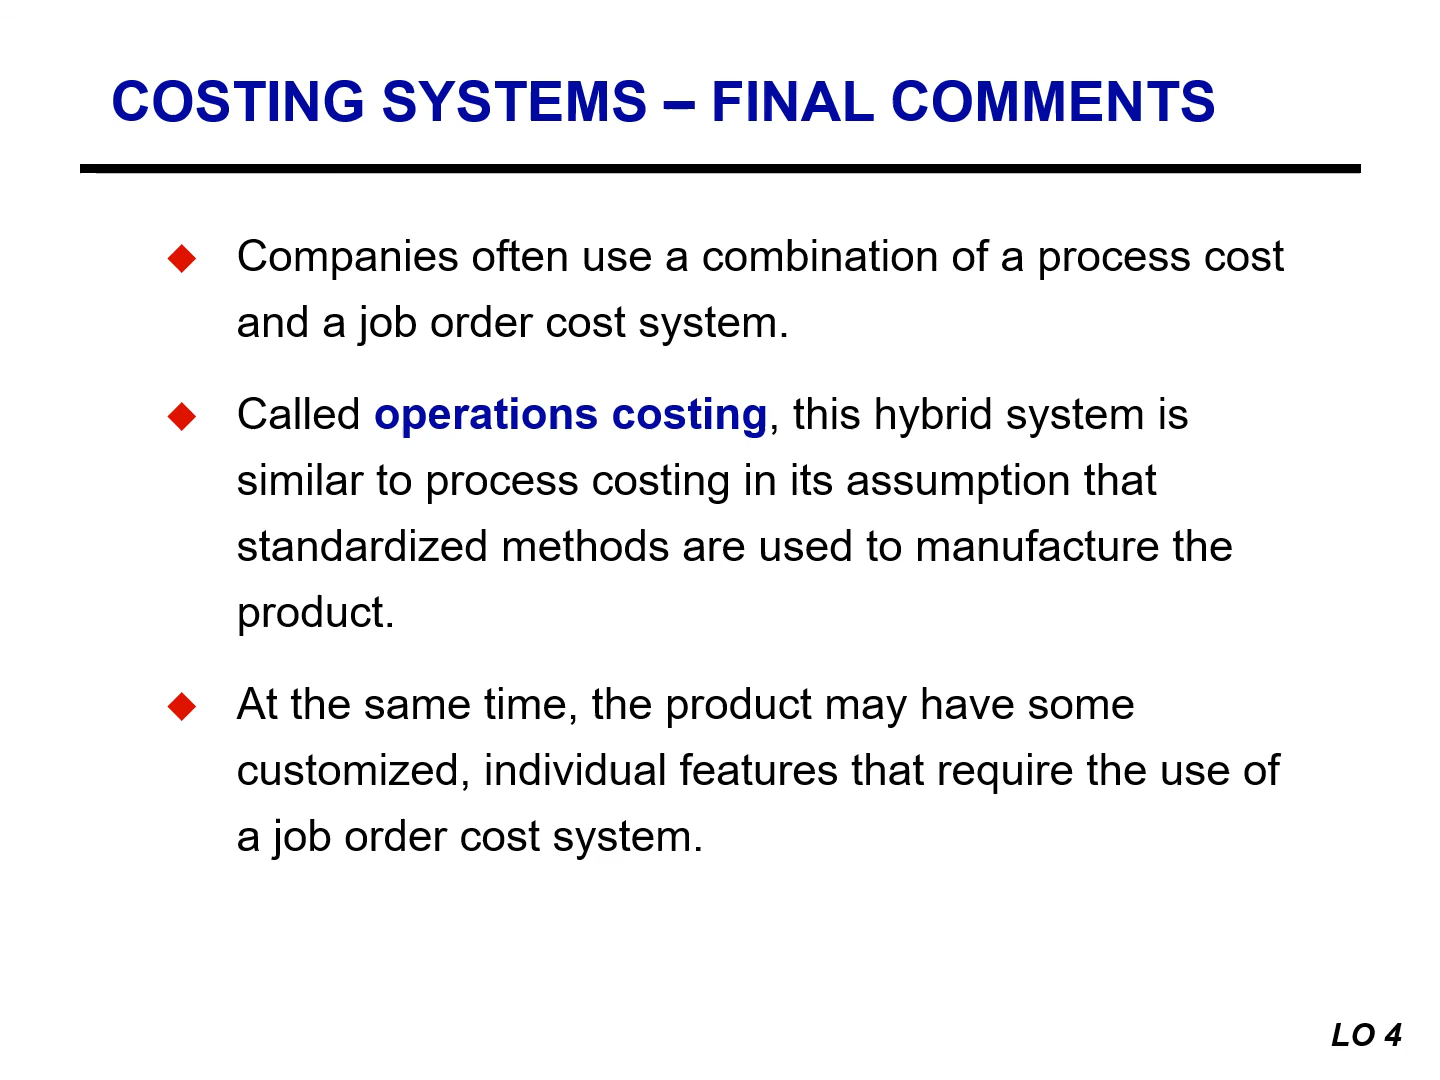 COSTING SYSTEMS – FINAL COMMENTS
Companies often use a combination of a process cost
and a job order cost system.
Called operations costing, this hybrid system is
similar to process costing in its assumption that
standardized methods are used to manufacture the
product.
At the same time, the product may have some
customized, individual features that require the use of
a job order cost system.
LO 4